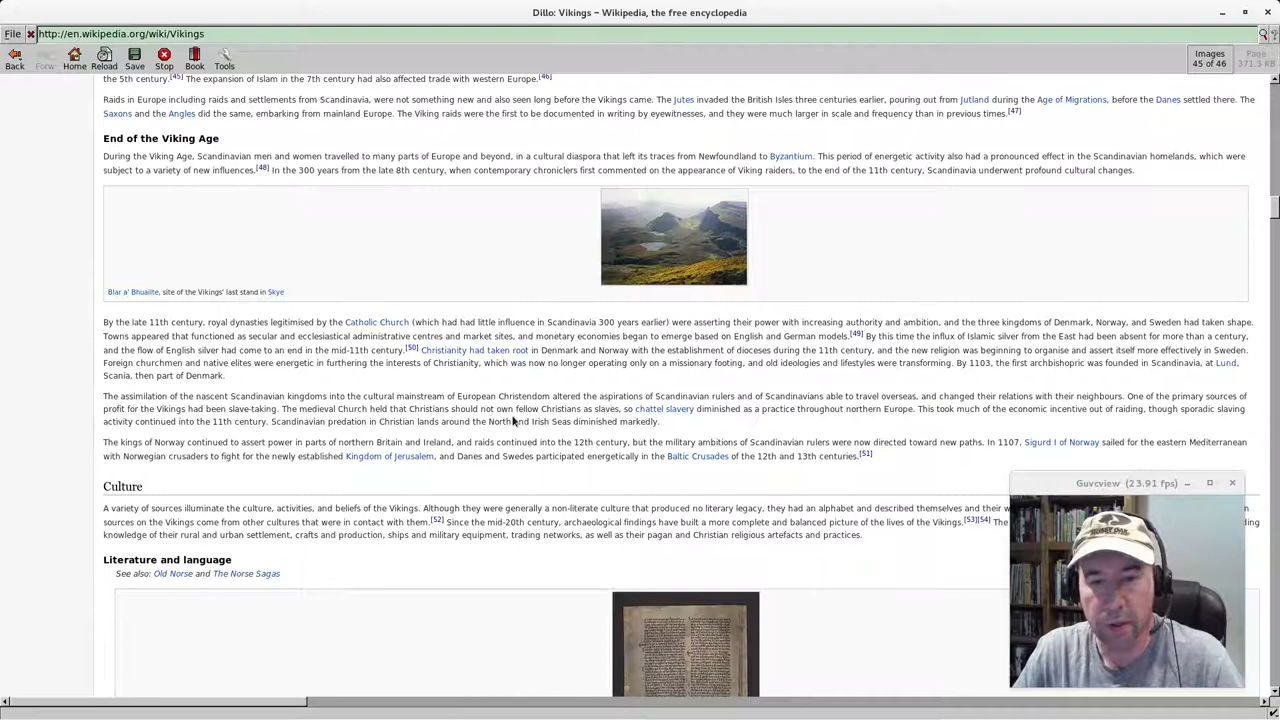 Dillo: Vikings – Wikipedia, the free encyclopedia
File
http://en.wikipedia.org/wiki/Vikings
Back Forw Home Reload Save Stop Book Tools
Images
45 of 46
Page
371.3 KB
the 5th century.[45] The expansion of Islam in the 7th century had also affected trade with western Europe.[46]
Raids in Europe including raids and settlements from Scandinavia, were not something new and also seen long before the Vikings came. The Jutes invaded the British Isles three centuries earlier, pouring out from Jutland during the Age of Migrations, before the Danes settled there. The
Saxons and the Angles did the same, embarking from mainland Europe. The Viking raids were the first to be documented in writing by eyewitnesses, and they were much larger in scale and frequency than in previous times.[47]
End of the Viking Age
During the Viking Age, Scandinavian men and women travelled to many parts of Europe and beyond, in a cultural diaspora that left its traces from Newfoundland to Byzantium. This period of energetic activity also had a pronounced effect in the Scandinavian homelands, which were
subject to a variety of new influences.[48] In the 300 years from the late 8th century, when contemporary chroniclers first commented on the appearance of Viking raiders, to the end of the 11th century, Scandinavia underwent profound cultural changes.
Blar a' Bhuailte, site of the Vikings' last stand in Skye
By the late 11th century, royal dynasties legitimised by the Catholic Church (which had had little influence in Scandinavia 300 years earlier) were asserting their power with increasing authority and ambition, and the three kingdoms of Denmark, Norway, and Sweden had taken shape.
Towns appeared that functioned as secular and ecclesiastical administrative centres and market sites, and monetary economies began to emerge based on English and German models.[49] By this time the influx of Islamic silver from the East had been absent for more than a century,
and the flow of English silver had come to an end in the mid-11th century.[50] Christianity had taken root in Denmark and Norway with the establishment of dioceses during the 11th century, and the new religion was beginning to organise and assert itself more effectively in Sweden.
Foreign churchmen and native elites were energetic in furthering the interests of Christianity, which was now no longer operating only on a missionary footing, and old ideologies and lifestyles were transforming. By 1103, the first archbishopric was founded in Scandinavia, at Lund,
Scania, then part of Denmark.
The assimilation of the nascent Scandinavian kingdoms into the cultural mainstream of European Christendom altered the aspirations of Scandinavian rulers and of Scandinavians able to travel overseas, and changed their relations with their neighbours. One of the primary sources of
profit for the Vikings had been slave-taking. The medieval Church held that Christians should not own fellow Christians as slaves, so chattel slavery diminished as a practice throughout northern Europe. This took much of the economic incentive out of raiding, though sporadic slaving
activity continued into the 11th century. Scandinavian predation in Christian lands around the North and Irish Seas diminished markedly.
The kings of Norway continued to assert power in parts of northern Britain and Ireland, and raids continued into the 12th century, but the military ambitions of Scandinavian rulers were now directed toward new paths. In 1107, Sigurd I of Norway sailed for the eastern Mediterranean
with Norwegian crusaders to fight for the newly established Kingdom of Jerusalem, and Danes and Swedes participated energetically in the Baltic Crusades of the 12th and 13th centuries.[51]
Culture
A variety of sources illuminate the culture, activities, and beliefs of the Vikings. Although they were generally a non-literate culture that produced no literary legacy, they had an alphabet and described themselves and their w
sources on the Vikings come from other cultures that were in contact with them.[52] Since the mid-20th century, archaeological findings have built a more complete and balanced picture of the lives of the Vikings.[53][54] The
knowledge of their rural and urban settlement, crafts and production, ships and military equipment, trading networks, as well as their pagan and Christian religious artefacts and practices.
Literature and language
See also: Old Norse and The Norse Sagas
Guvcview (23.91 fps)